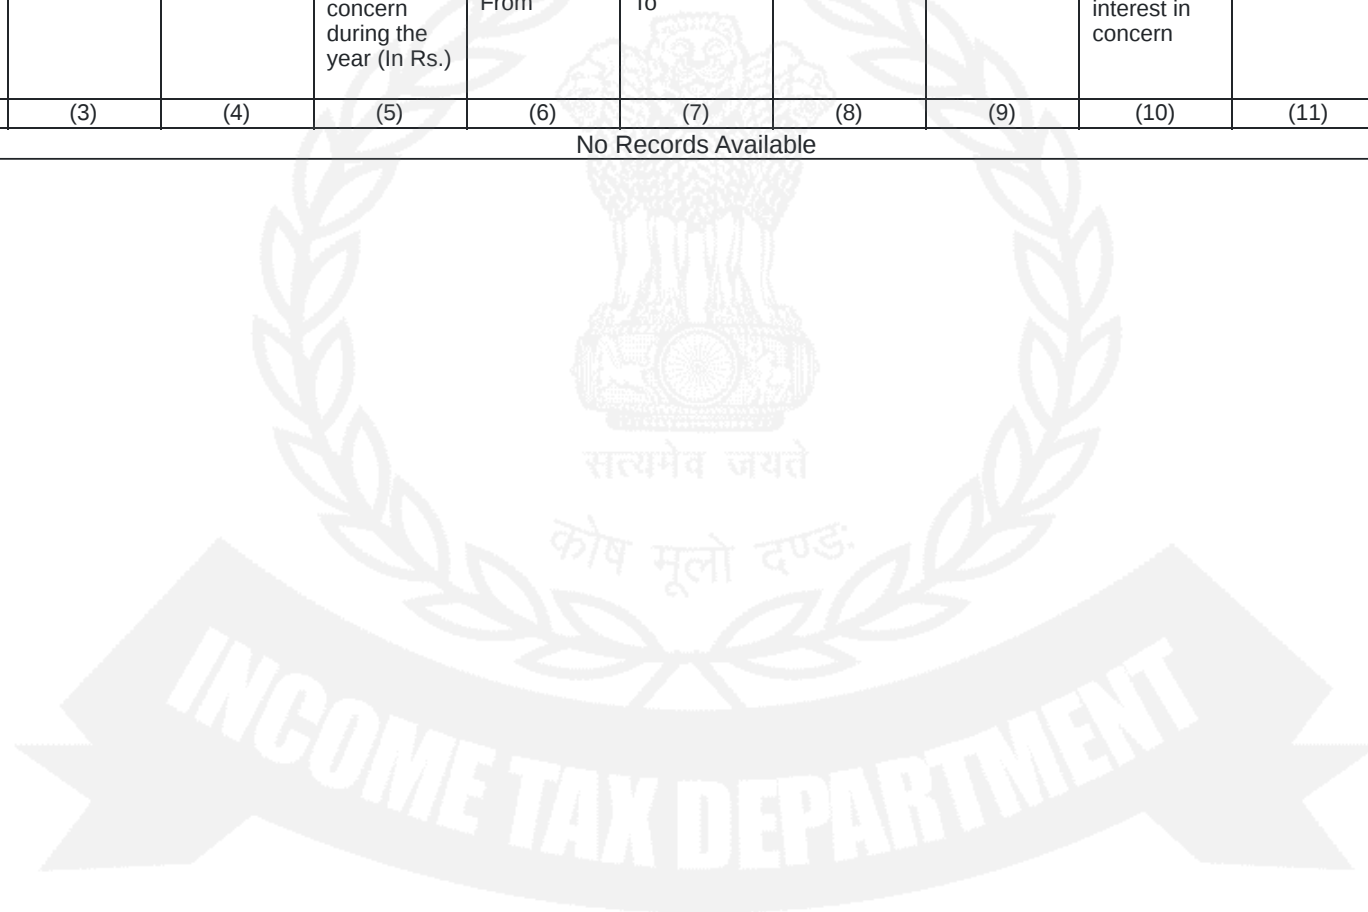 concern
during the
year (In Rs.)
From
To
interest in
concern
(3) (4) (5) (6) (7) (8) (9) (10) (11)
No Records Available
सत्यमेव जयते
कोष मूलो दण्डः
INCOME TAX DEPARTMENT